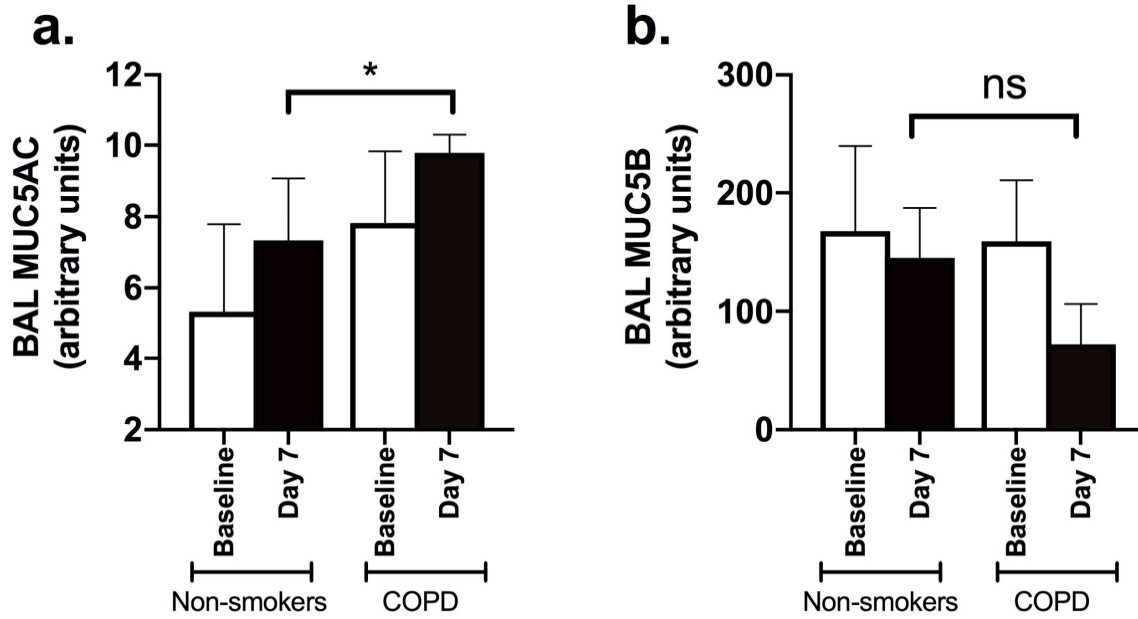 a.
BAL MUC5AC
(arbitrary units)
12
10
8
6
4
2
*
Baseline
Day 7
Baseline
Day 7
Non-smokers
COPD
b.
BAL MUC5B
(arbitrary units)
300
200
100
0
ns
Baseline
Day 7
Baseline
Day 7
Non-smokers
COPD